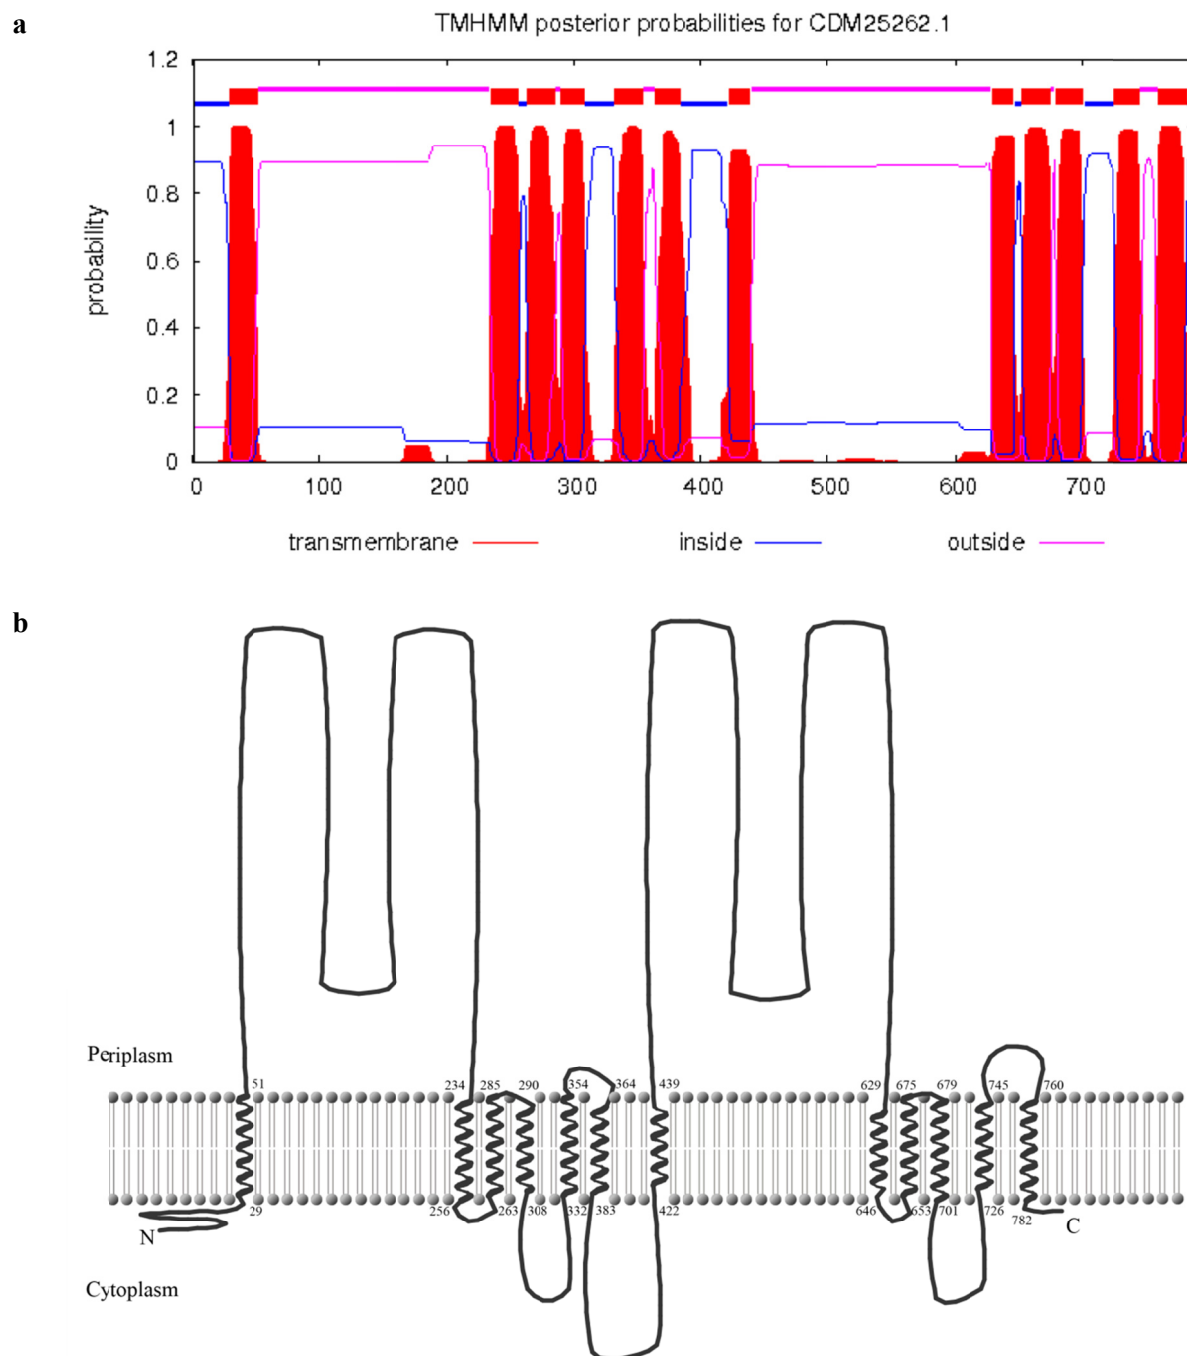 a
TMHMM posterior probabilities for CDM25262.1
1.2
1
0.8
0.6
0.4
0.2
0
probability
0 100 200 300 400 500 600 700
transmembrane inside outside
b
Periplasm
51 234 285 290 354 364 439 629 675 679 745 760
29 256 263 308 332 383 422 646 653 701 726 782
N C
Cytoplasm